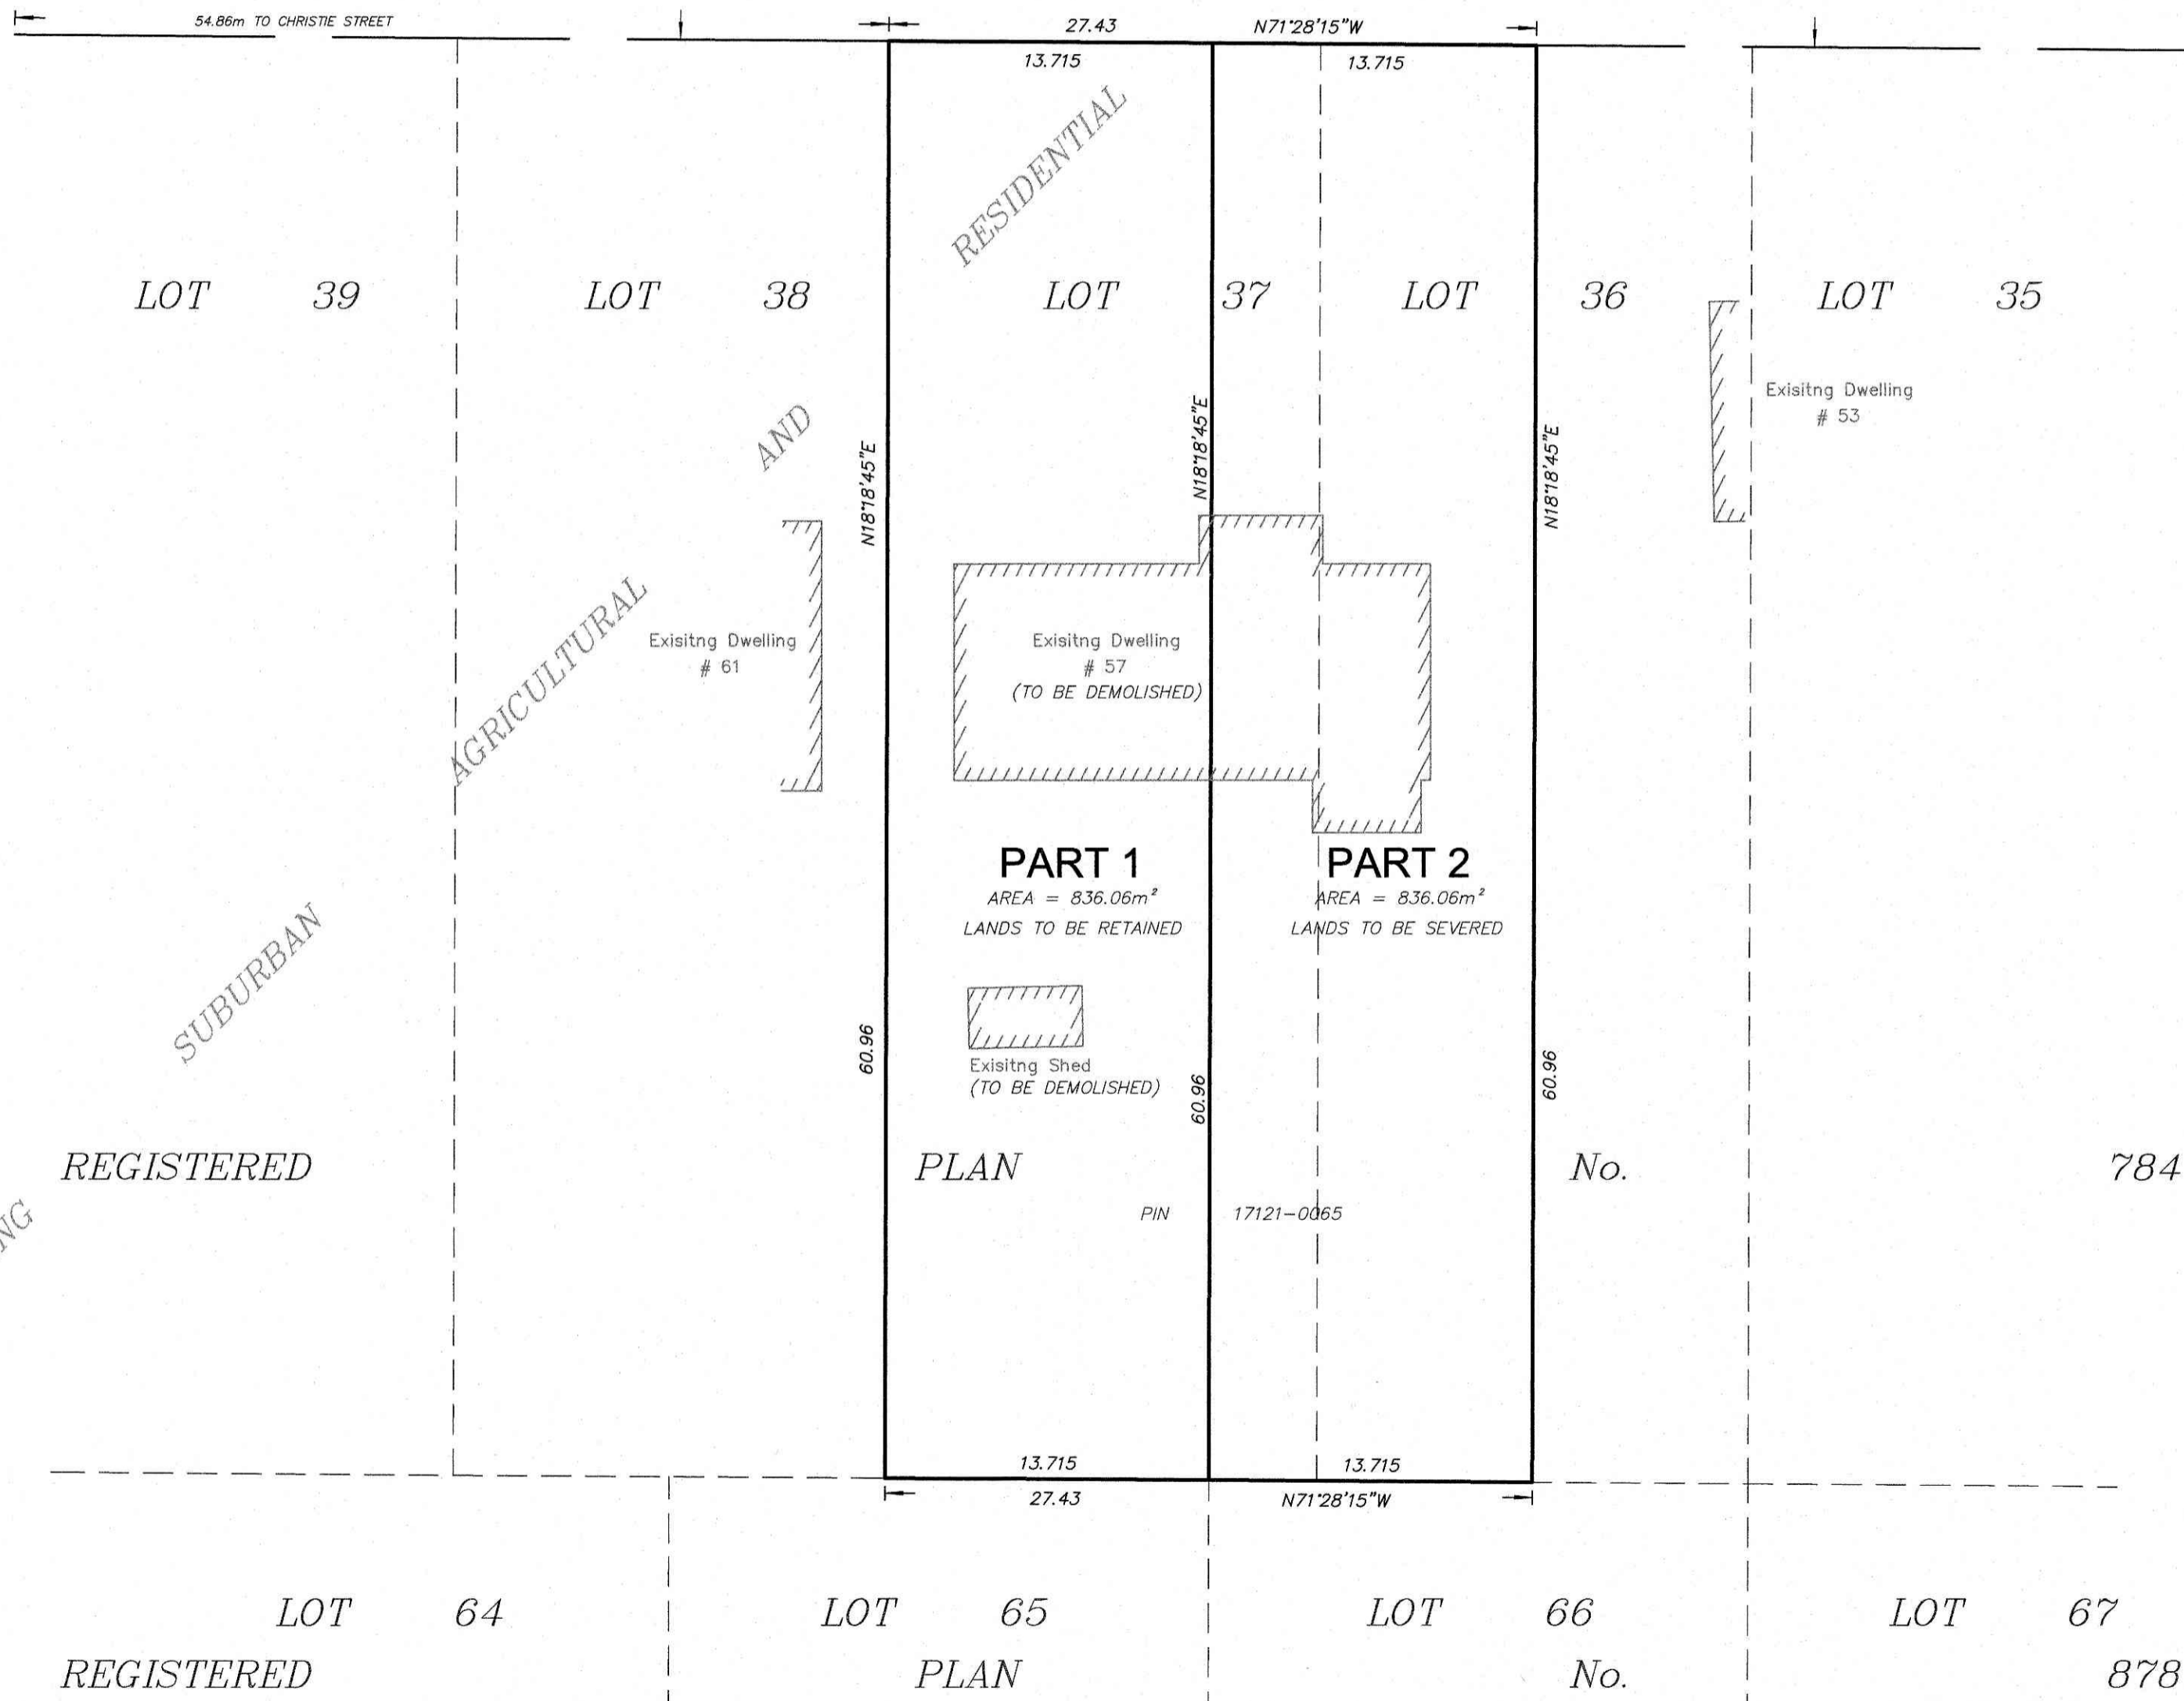 54.86m TO CHRISTIE STREET
27.43 N71°28'15"W
13.715 13.715
RESIDENTIAL
LOT 39 LOT 38 LOT 37 LOT 36 LOT 35
Exisitng Dwelling
# 53
AND
N18°18'45"E
N18°18'45"E
N18°18'45"E
AGRICULTURAL
Exisitng Dwelling
# 61
Exisitng Dwelling
# 57
(TO BE DEMOLISHED)
PART 1
AREA = 836.06m²
LANDS TO BE RETAINED
PART 2
AREA = 836.06m²
LANDS TO BE SEVERED
SUBURBAN
60.96
60.96
60.96
Exisitng Shed
(TO BE DEMOLISHED)
REGISTERED PLAN No. 784
NG
PIN 17121-0065
13.715 13.715
27.43 N71°28'15"W
LOT 64 LOT 65 LOT 66 LOT 67
REGISTERED PLAN No. 878